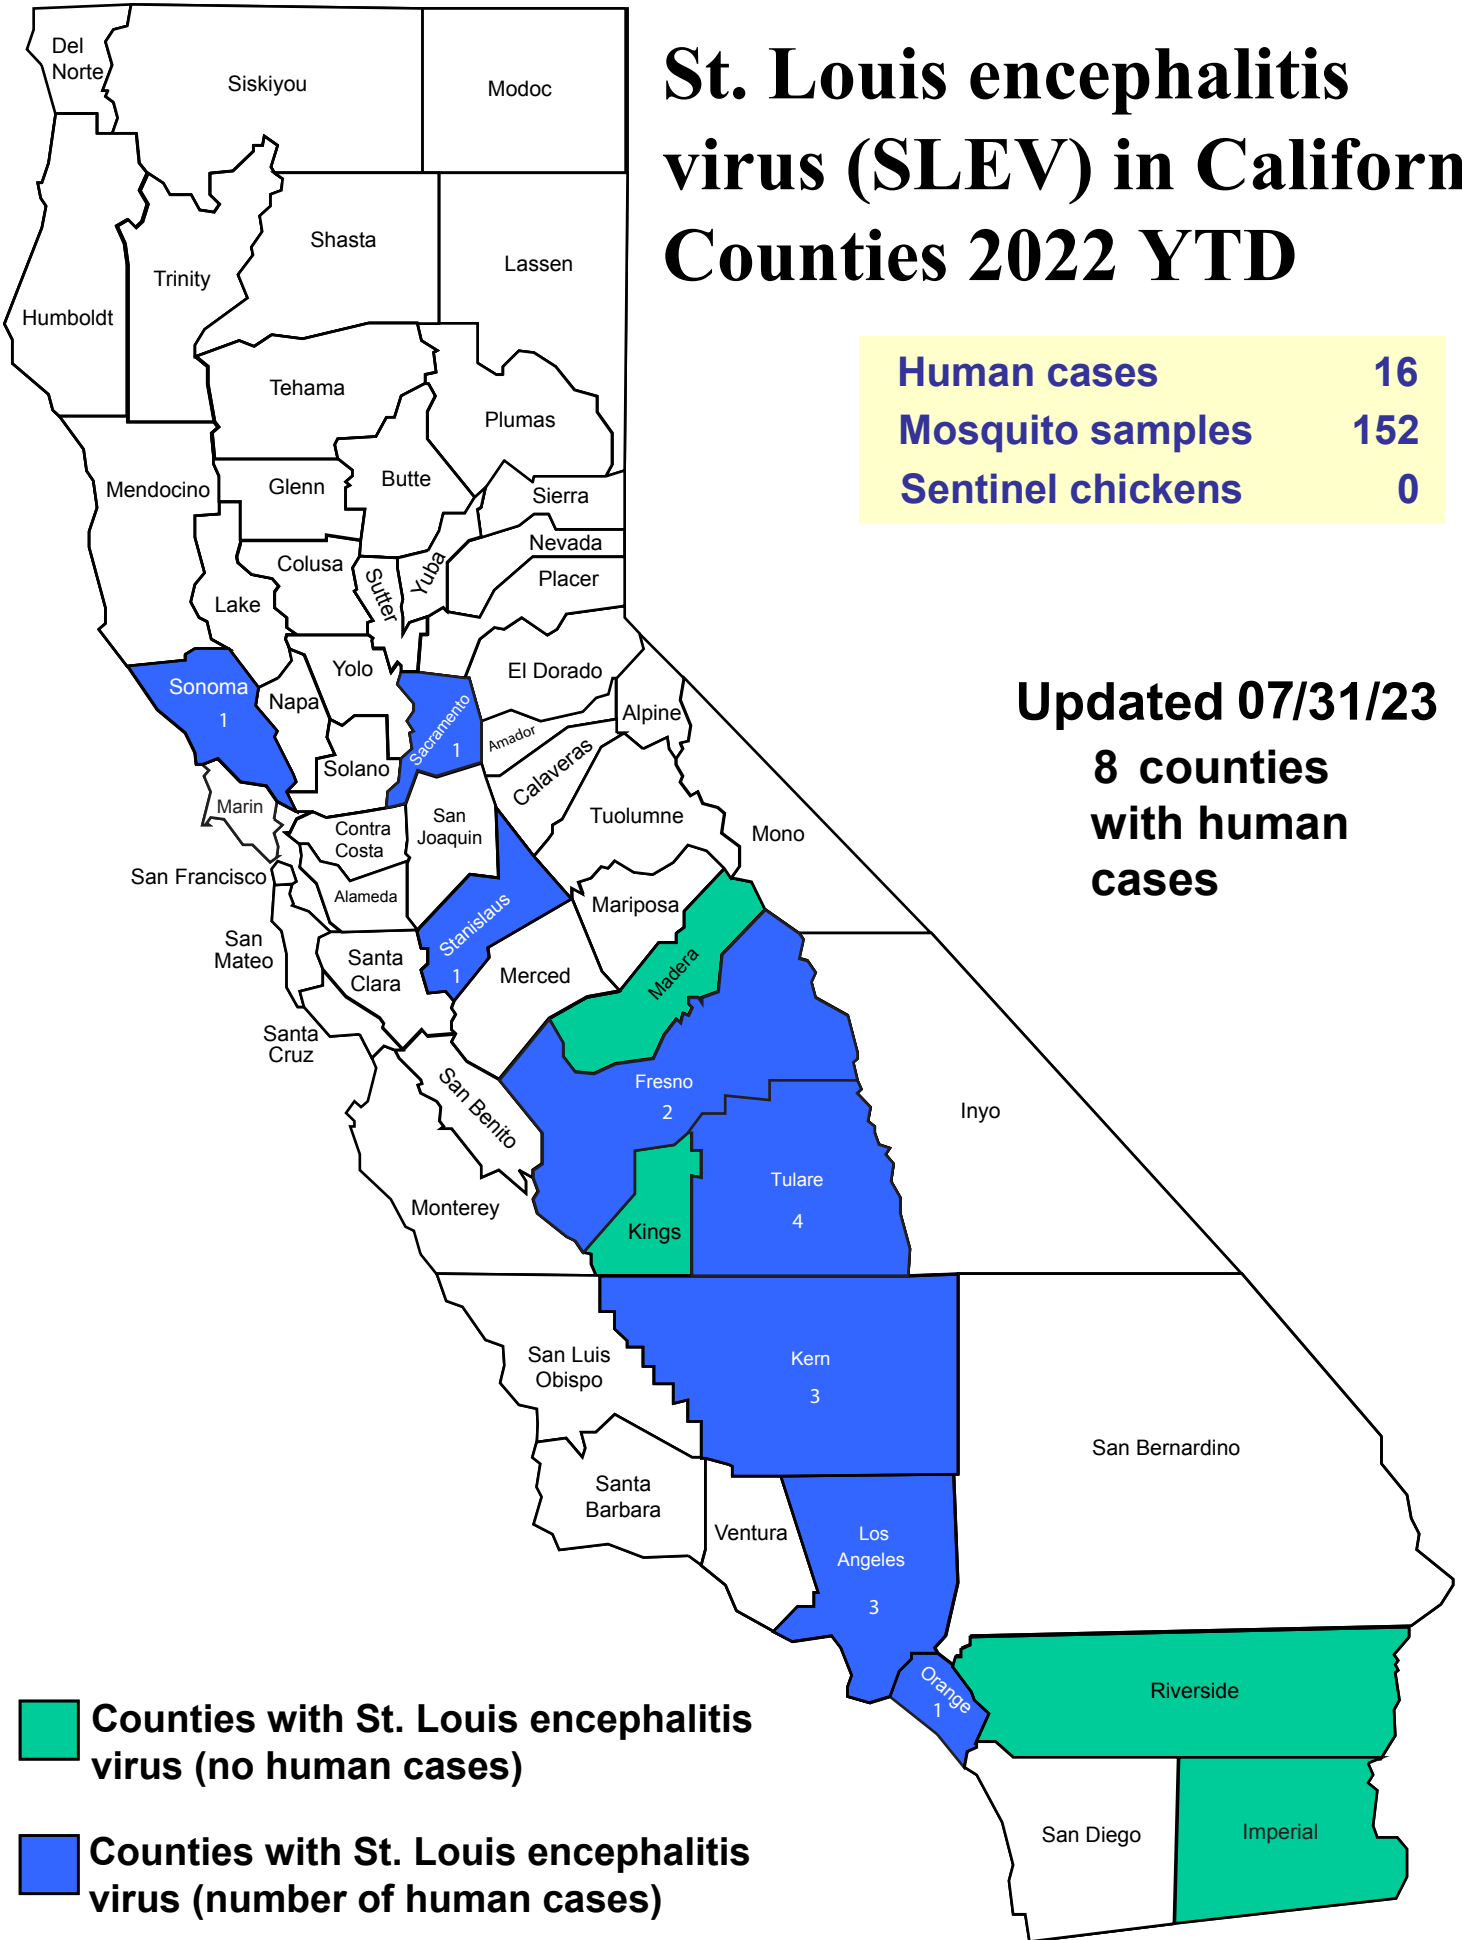 St. Louis encephalitis
virus (SLEV) in Californ
Counties 2022 YTD
Human cases 16
Mosquito samples 152
Sentinel chickens 0
Updated 07/31/23
8 counties
with human
cases
Del
Norte
Siskiyou
Modoc
Shasta
Lassen
Trinity
Humboldt
Tehama
Plumas
Mendocino
Glenn
Butte
Sierra
Nevada
Colusa
Sutter
Yuba
Placer
Lake
Yolo
El Dorado
Sonoma
1
Napa
Sacramento
1
Amador
Alpine
Solano
Calaveras
Marin
Contra
Costa
San
Joaquin
Tuolumne
Mono
San Francisco
Alameda
Stanislaus
1
Mariposa
San
Mateo
Santa
Clara
Merced
Madera
Santa
Cruz
San Benito
Fresno
2
Inyo
Monterey
Kings
Tulare
4
San Luis
Obispo
Kern
3
San Bernardino
Santa
Barbara
Ventura
Los
Angeles
3
Orange
1
Riverside
San Diego
Imperial
Counties with St. Louis encephalitis
virus (no human cases)
Counties with St. Louis encephalitis
virus (number of human cases)